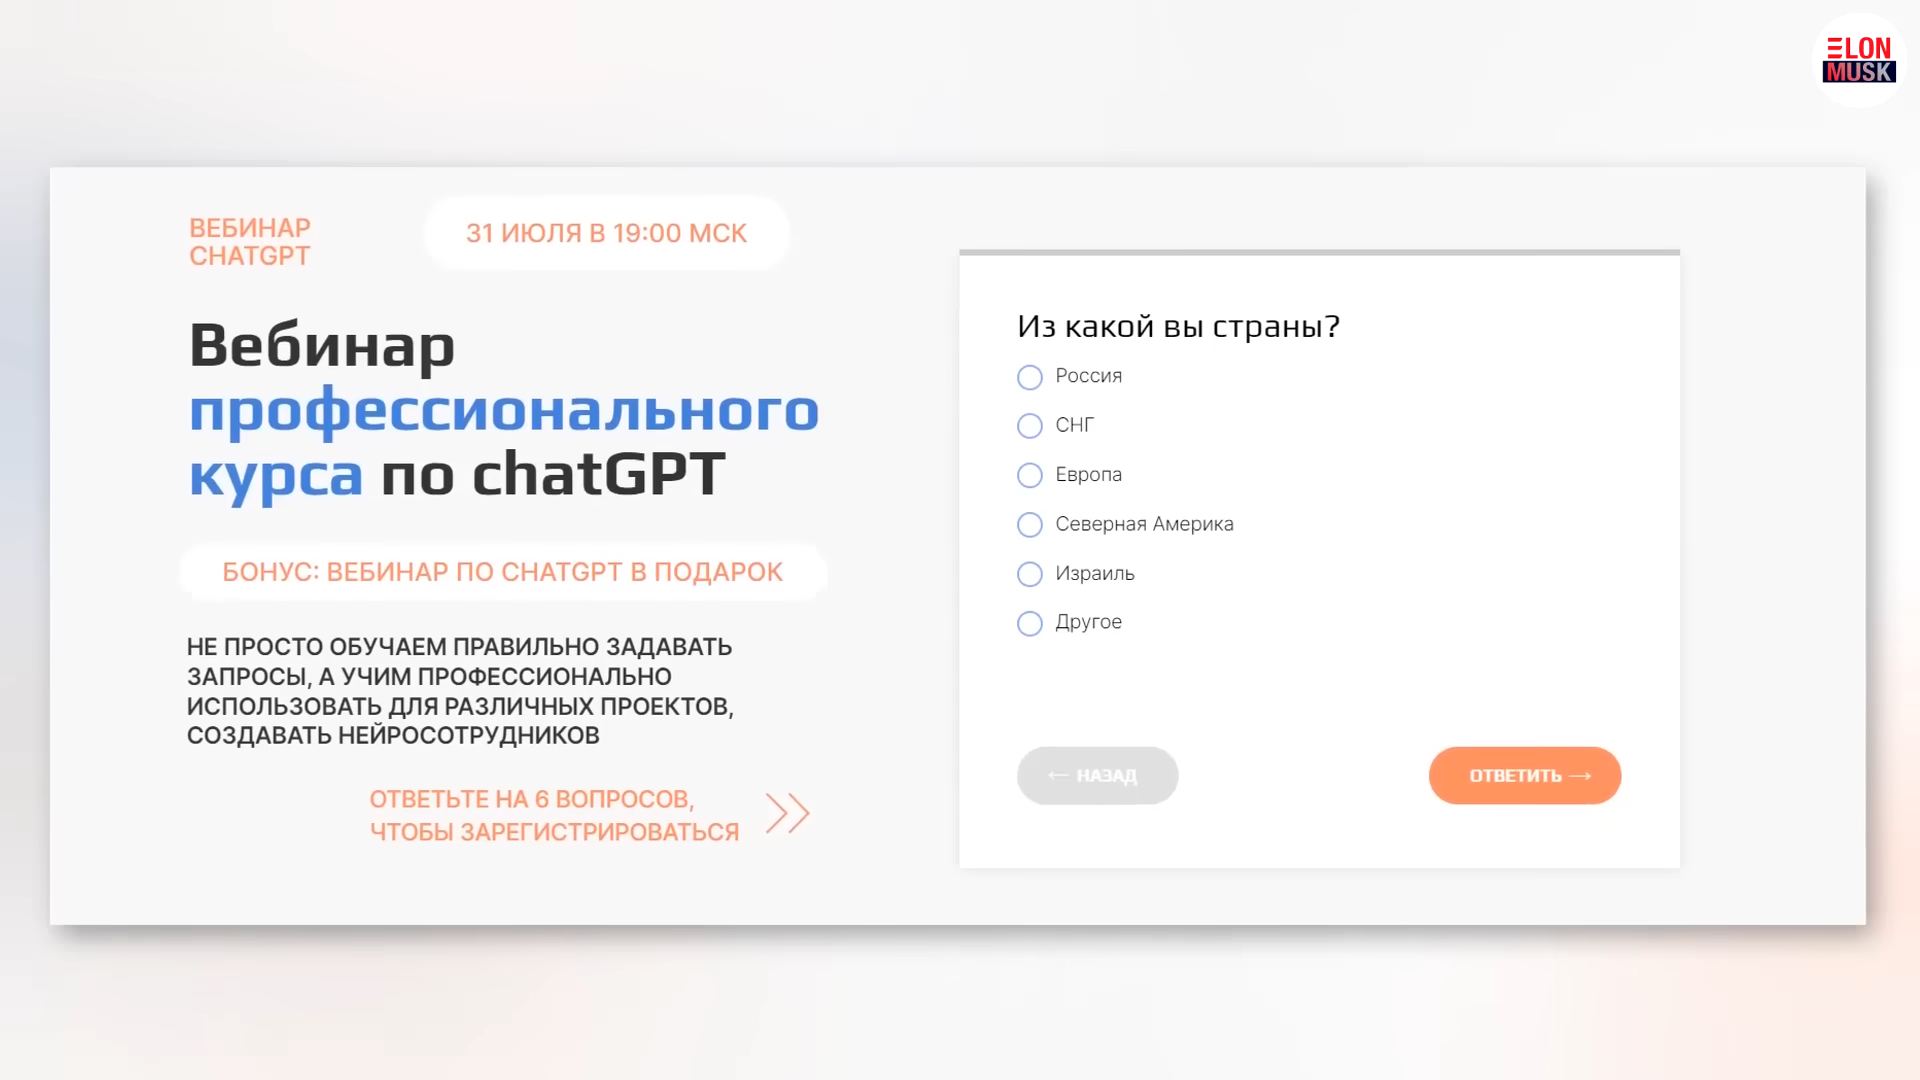 ELON
MUSK
ВЕБИНАР
CHATGPT
31 ИЮЛЯ В 19:00 МСК
Вебинар
профессионального
курса по chatGPT
БОНУС: ВЕБИНАР ПО CHATGPT В ПОДАРОК
НЕ ПРОСТО ОБУЧАЕМ ПРАВИЛЬНО ЗАДАВАТЬ
ЗАПРОСЫ, А УЧИМ ПРОФЕССИОНАЛЬНО
ИСПОЛЬЗОВАТЬ ДЛЯ РАЗЛИЧНЫХ ПРОЕКТОВ,
СОЗДАВАТЬ НЕЙРОСОТРУДНИКОВ
ОТВЕТЬТЕ НА 6 ВОПРОСОВ,
ЧТОБЫ ЗАРЕГИСТРИРОВАТЬСЯ
Из какой вы страны?
Россия
СНГ
Европа
Северная Америка
Израиль
Другое
← НАЗАД
ОТВЕТИТЬ →